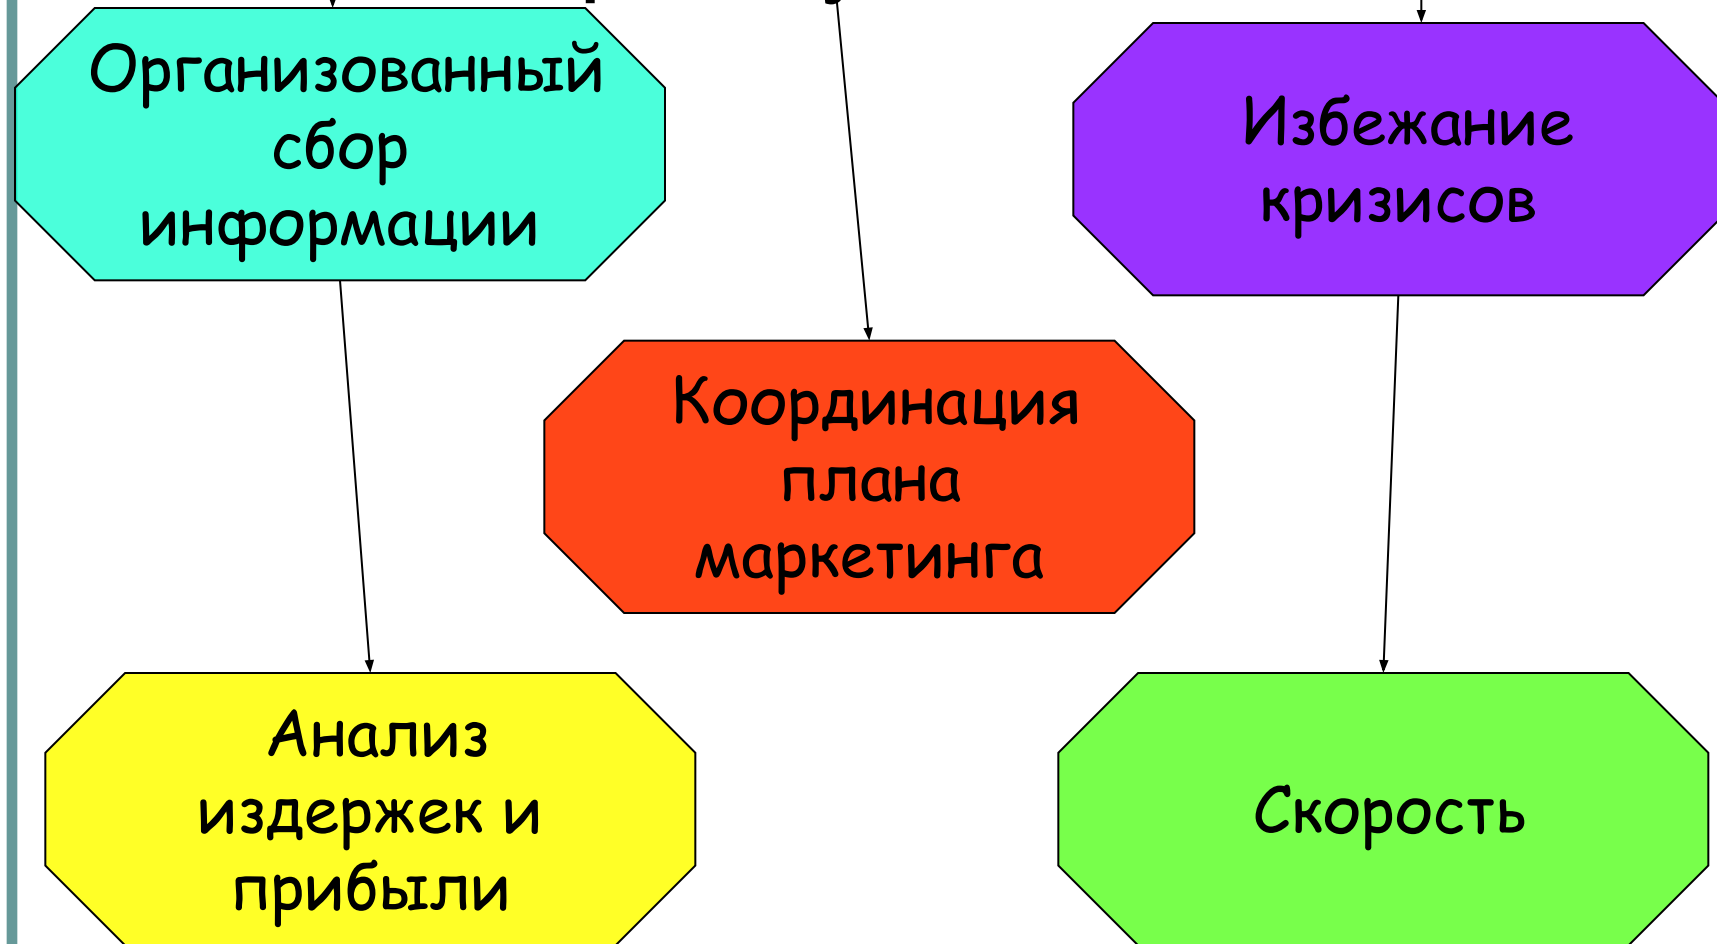 Организованный
сбор
информации
Избежание
кризисов
Координация
плана
маркетинга
Анализ
издержек и
прибыли
Скорость